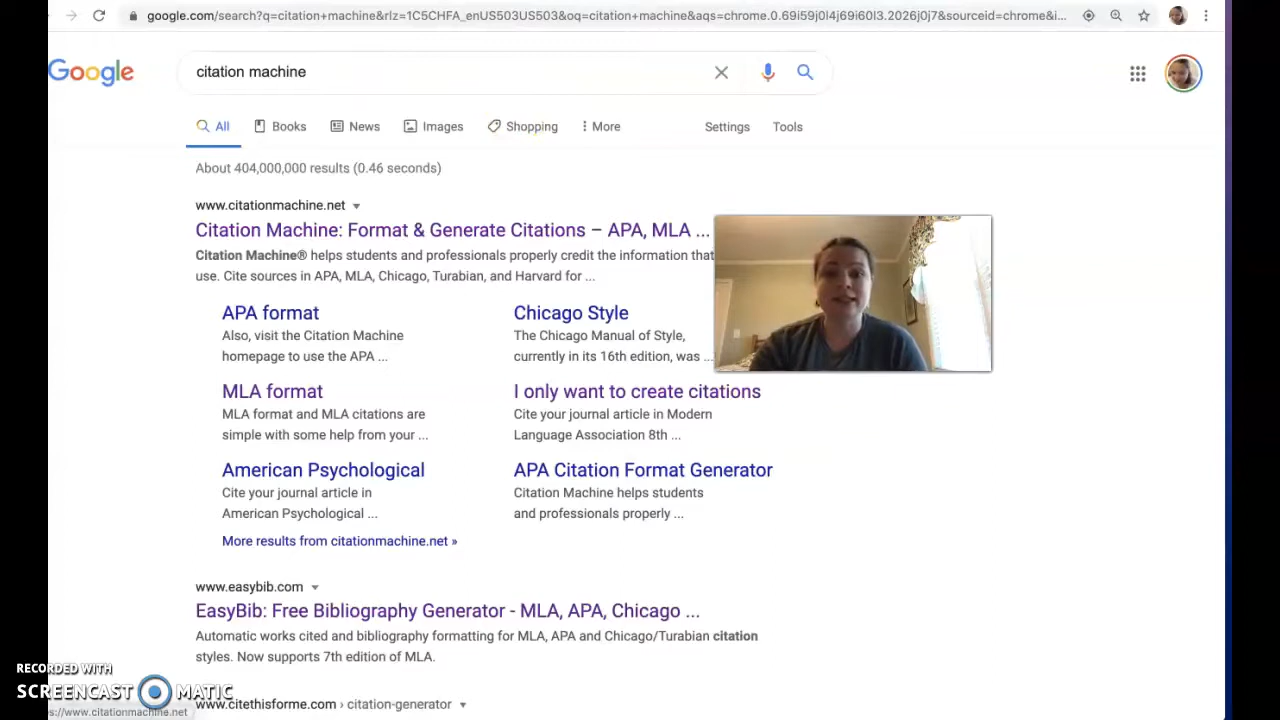 google.com/search?q=citation+machine&rlz=1C5CHFA_enUS503US503&oq=citation+machine&aqs=chrome.0.69i59j0l4j69i60l3.2026j0j7&sourceid=chrome&i...
Google
citation machine
All Books News Images Shopping More Settings Tools
About 404,000,000 results (0.46 seconds)
www.citationmachine.net
Citation Machine: Format & Generate Citations – APA, MLA ...
Citation Machine® helps students and professionals properly credit the information that
use. Cite sources in APA, MLA, Chicago, Turabian, and Harvard for ...
APA format
Also, visit the Citation Machine
homepage to use the APA ...
Chicago Style
The Chicago Manual of Style,
currently in its 16th edition, was ...
MLA format
MLA format and MLA citations are
simple with some help from your ...
I only want to create citations
Cite your journal article in Modern
Language Association 8th ...
American Psychological
Cite your journal article in
American Psychological ...
APA Citation Format Generator
Citation Machine helps students
and professionals properly ...
More results from citationmachine.net »
www.easybib.com
EasyBib: Free Bibliography Generator - MLA, APA, Chicago ...
Automatic works cited and bibliography formatting for MLA, APA and Chicago/Turabian citation
styles. Now supports 7th edition of MLA.
www.citethisforme.com › citation-generator
RECORDED WITH
SCREENCAST MATIC
s://www.citationmachine.net